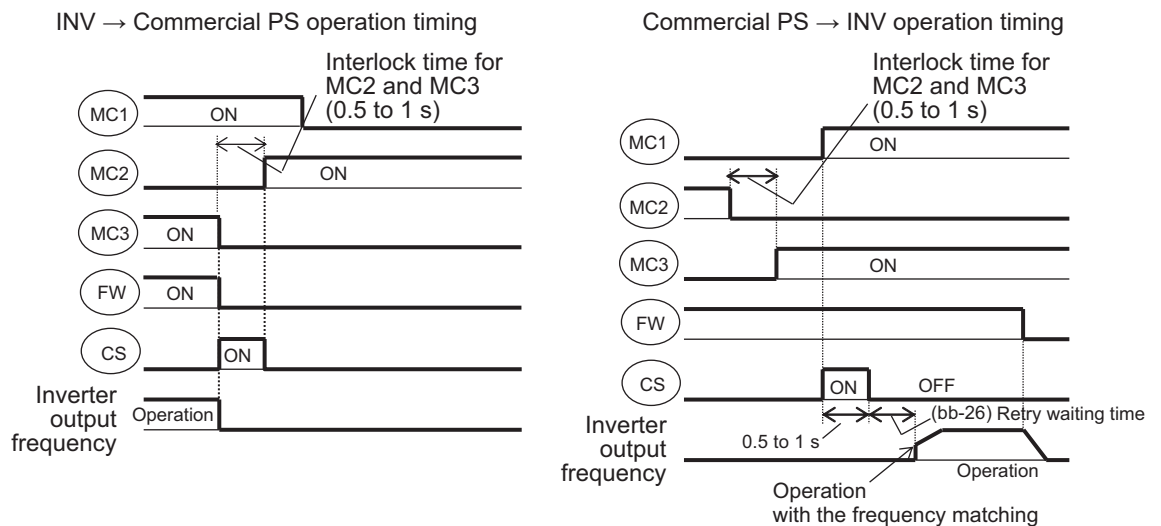 INV → Commercial PS operation timing
Interlock time for
MC2 and MC3
(0.5 to 1 s)
MC1
ON
MC2
ON
MC3
ON
FW
ON
CS
ON
Inverter
output
frequency
Operation
Commercial PS → INV operation timing
Interlock time for
MC2 and MC3
(0.5 to 1 s)
MC1
ON
MC2
MC3
ON
FW
CS
ON
OFF
(bb-26) Retry waiting time
0.5 to 1 s
Inverter
output
frequency
Operation
Operation
with the frequency matching